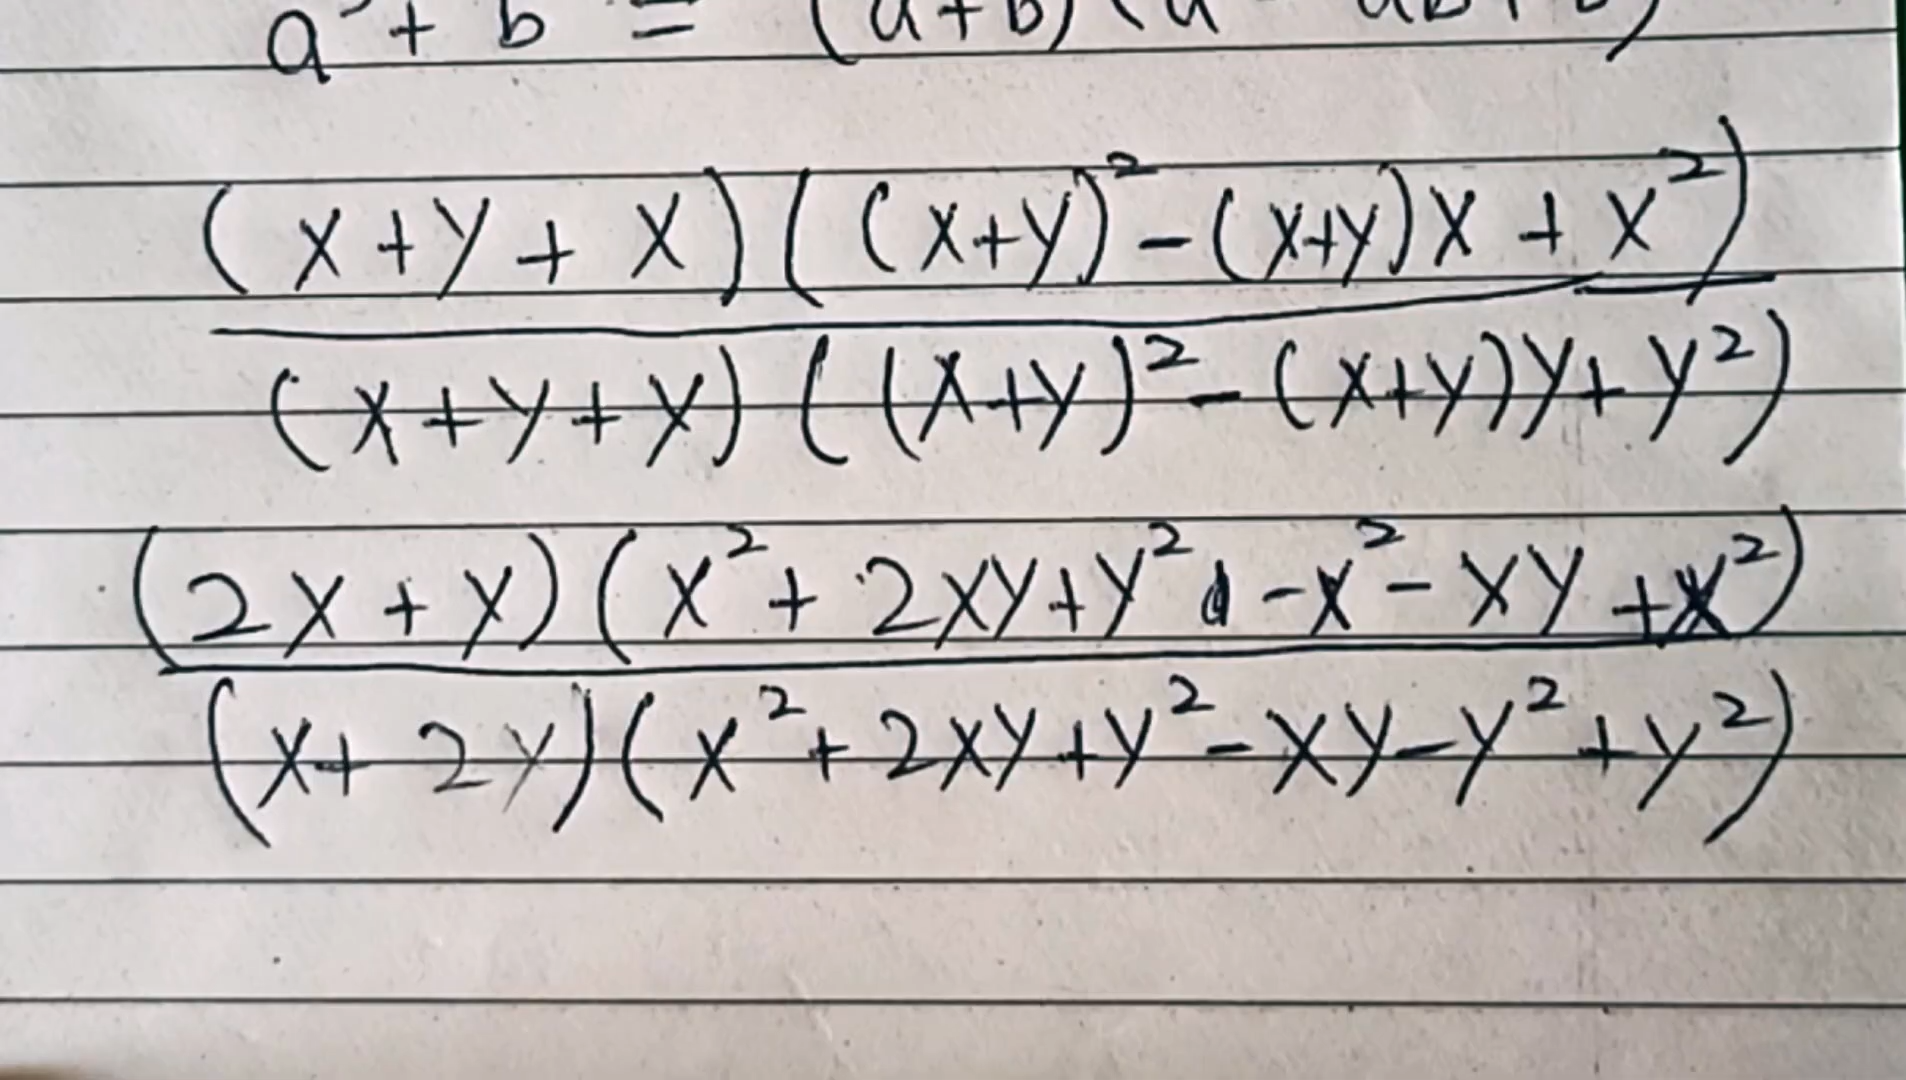 a + b = (a+b)(a
(x+y+x)((x+y)²-(x+y)x+x²)
(x+y+y)((x+y)²-(x+y)y+y²)
(2x+y)(x²+2xy+y²-x²-xy+x²)
(x+2y)(x²+2xy+y²-xy-y²+y²)